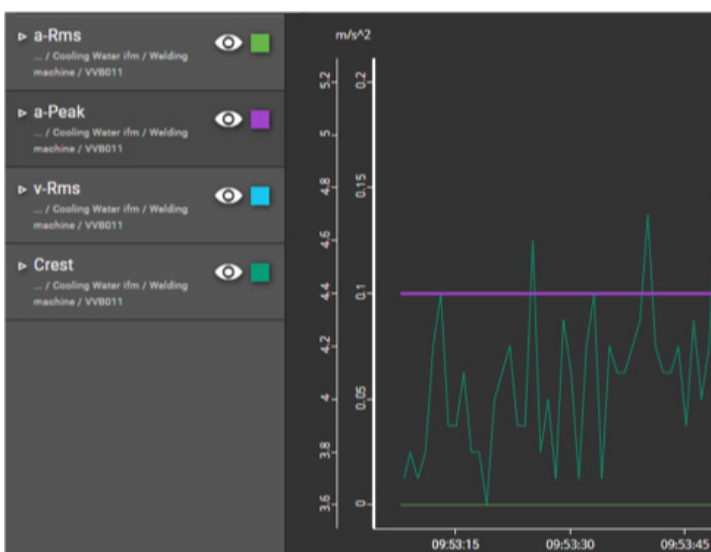 a-Rms
... / Cooling Water ifm / Welding
machine / VVB011
a-Peak
... / Cooling Water ifm / Welding
machine / VVB011
v-Rms
... / Cooling Water ifm / Welding
machine / VVB011
Crest
... / Cooling Water ifm / Welding
machine / VVB011
m/s^2
5.2
5
4.8
4.6
4.4
4.2
4
3.8
3.6
0.2
0.15
0.1
0.05
0
09:53:15
09:53:30
09:53:45